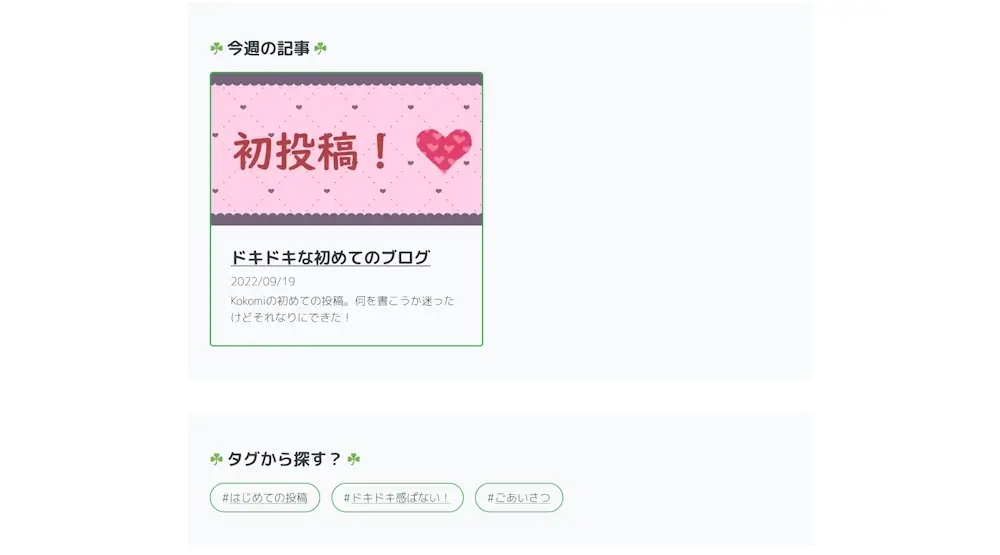 ☘ 今週の記事 ☘
初投稿！
ドキドキな初めてのブログ
2022/09/19
Kokomiの初めての投稿。何を書こうか迷った
けどそれなりにできた！
☘ タグから探す？ ☘
#はじめての投稿 #ドキドキ感ぱない！ #ごあいさつ